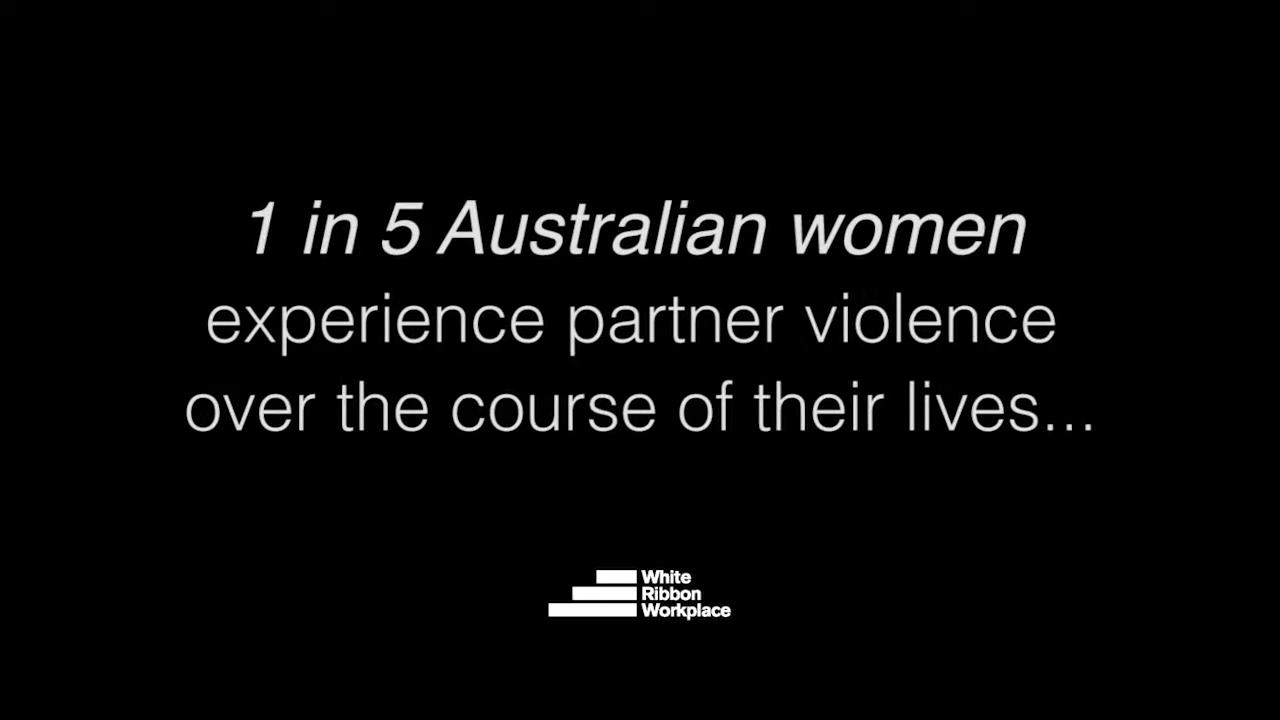 1 in 5 Australian women
experience partner violence
over the course of their lives...
White
Ribbon
Workplace